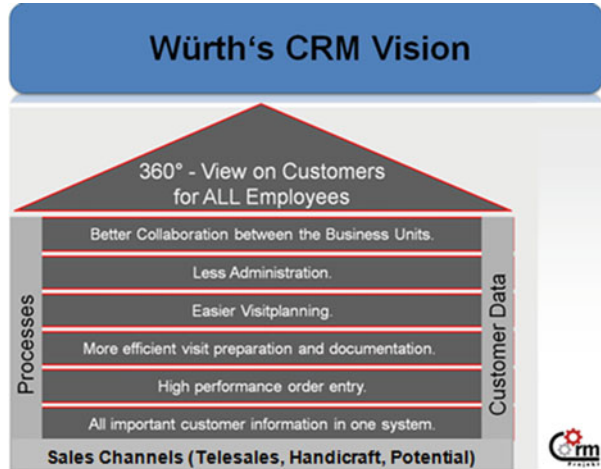 Würth‘s CRM Vision
360° - View on Customers
for ALL Employees
Processes
Better Collaboration between the Business Units.
Less Administration.
Easier Visitplanning.
More efficient visit preparation and documentation.
High performance order entry.
All important customer information in one system.
Customer Data
Sales Channels (Telesales, Handicraft, Potential)
Crm
Projekt